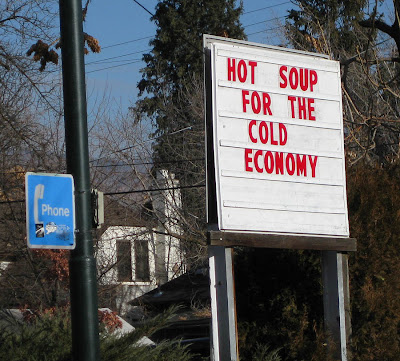 HOT SOUP
FOR THE
COLD
ECONOMY
Phone